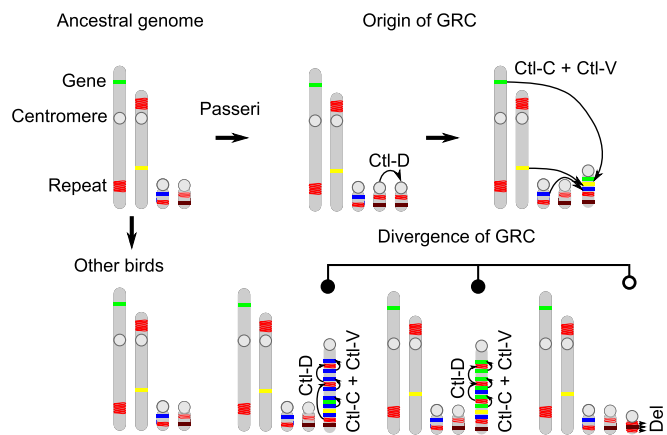 Ancestral genome
Origin of GRC
Gene
Centromere
Repeat
Passeri
Ctl-D
Ctl-C + Ctl-V
Other birds
Divergence of GRC
Ctl-D
Ctl-C + Ctl-V
Ctl-D
Ctl-C + Ctl-V
Del